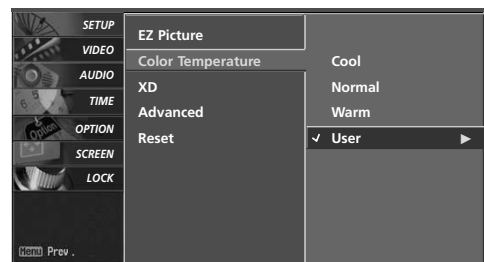 SETUP
VIDEO
AUDIO
TIME
OPTION
SCREEN
LOCK
Menu Prev.
EZ Picture
Color Temperature
XD
Advanced
Reset
Cool
Normal
Warm
✓ User ▶